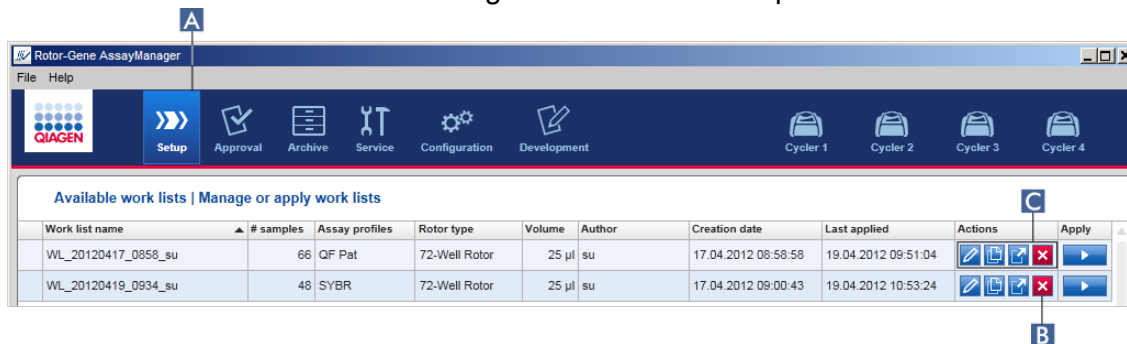 A
Rotor-Gene AssayManager
File Help
QIAGEN
Setup Approval Archive Service Configuration Development Cycler 1 Cycler 2 Cycler 3 Cycler 4
Available work lists | Manage or apply work lists
C
Work list name # samples Assay profiles Rotor type Volume Author Creation date Last applied Actions Apply
WL_20120417_0858_su 66 QF Pat 72-Well Rotor 25 µl su 17.04.2012 08:58:58 19.04.2012 09:51:04
WL_20120419_0934_su 48 SYBR 72-Well Rotor 25 µl su 17.04.2012 09:00:43 19.04.2012 10:53:24
B